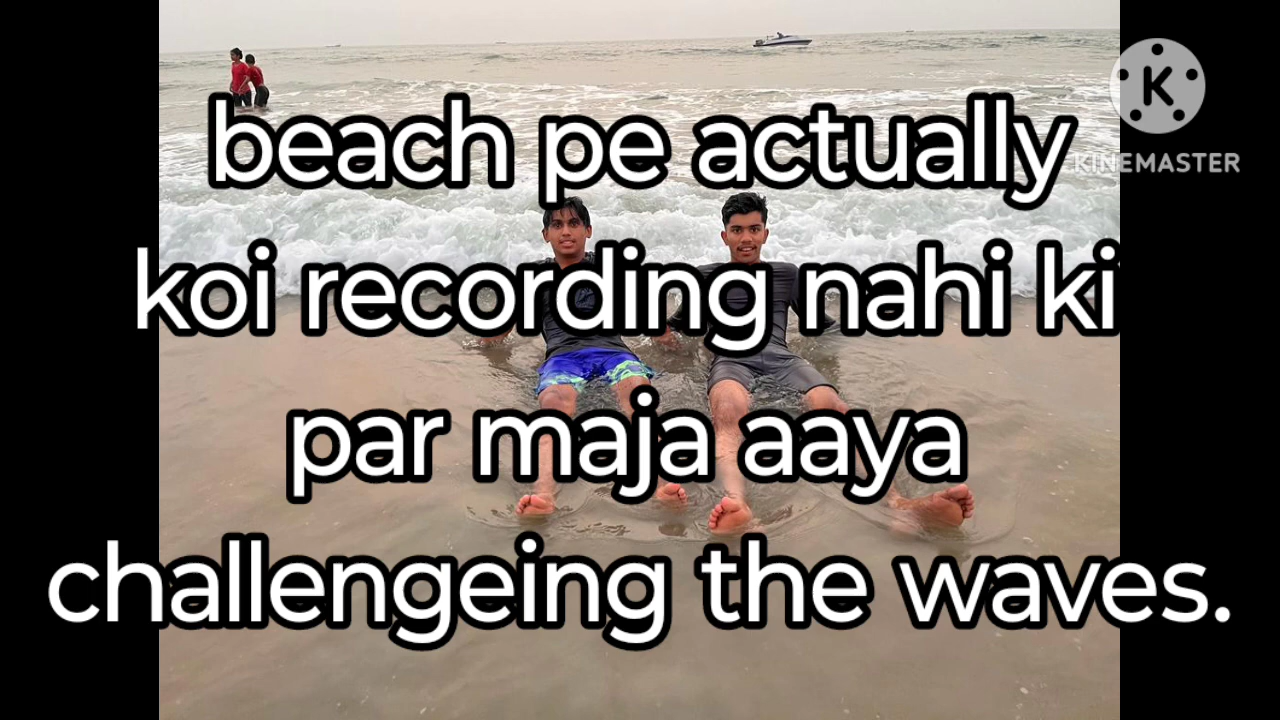 beach pe actually
KINEMASTER
koi recording nahi ki
par maja aaya
challengeing the waves.